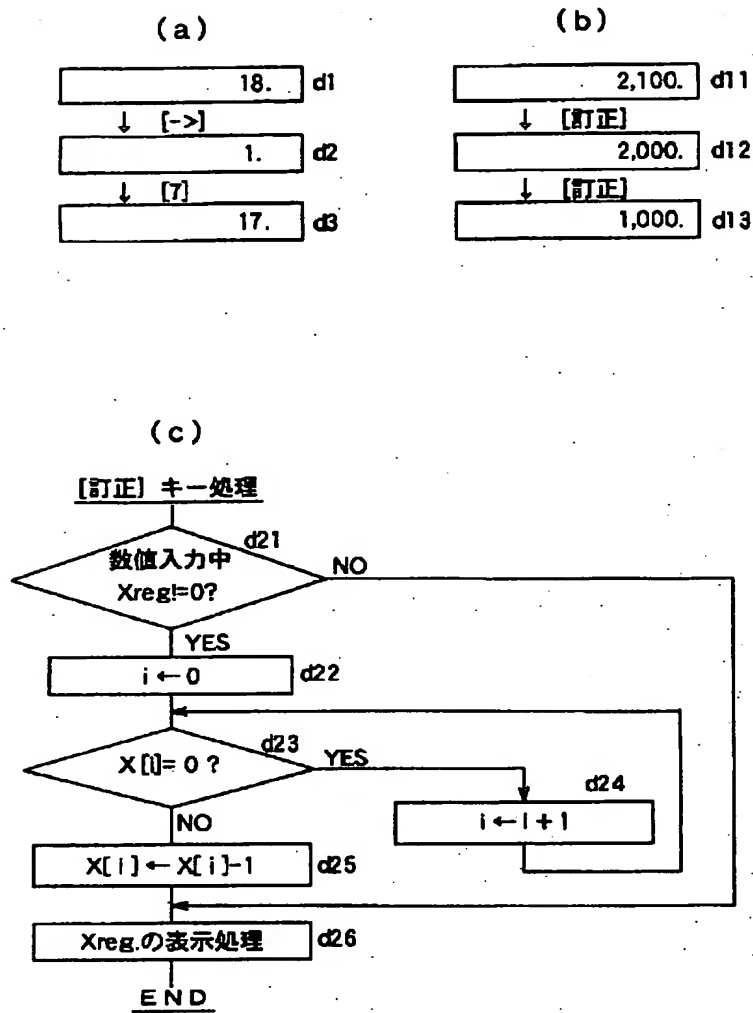 (a)
18. d1
↓ [->]
1. d2
↓ [7]
17. d3
(b)
2,100. d11
↓ [訂正]
2,000. d12
↓ [訂正]
1,000. d13
(c)
[訂正] キー処理
d21
数値入力中
Xreg!=0?
NO
YES
i←0 d22
d23
X[i]=0?
YES
d24
i←i+1
NO
X[i]←X[i]-1 d25
Xreg.の表示処理 d26
END